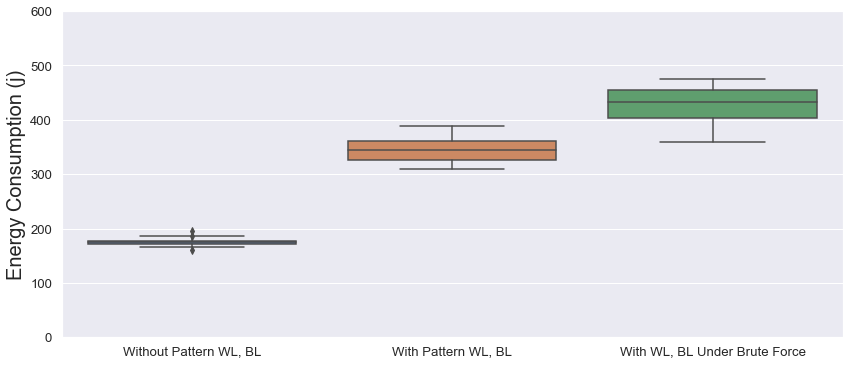 600
500
400
300
200
100
0
Energy Consumption (j)
Without Pattern WL, BL
With Pattern WL, BL
With WL, BL Under Brute Force